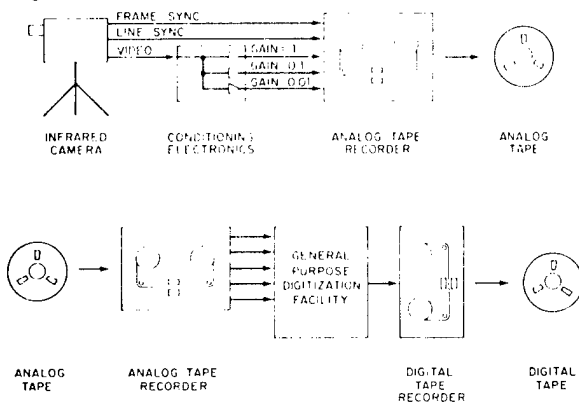 FRAME SYNC
LINE SYNC
VIDEO
GAIN: 1
GAIN: 0.1
GAIN: 0.01
INFRARED
CAMERA
CONDITIONING
ELECTRONICS
ANALOG TAPE
RECORDER
ANALOG
TAPE
GENERAL
PURPOSE
DIGITIZATION
FACILITY
ANALOG
TAPE
ANALOG TAPE
RECORDER
DIGITAL
TAPE
RECORDER
DIGITAL
TAPE